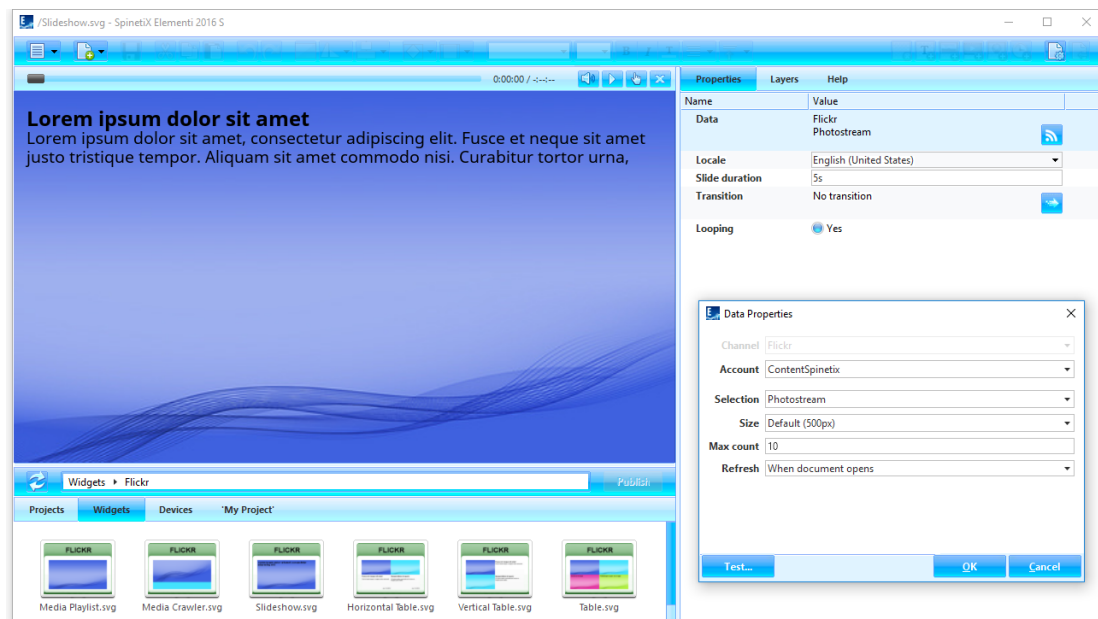 /Slideshow.svg - SpinetiX Elementi 2016 S
0:00:00 / -:--:--
Lorem ipsum dolor sit amet
Lorem ipsum dolor sit amet, consectetur adipiscing elit. Fusce et neque sit amet
justo tristique tempor. Aliquam sit amet commodo nisi. Curabitur tortor urna,
Properties Layers Help
Name Value
Data Flickr
Photostream
Locale English (United States)
Slide duration 5s
Transition No transition
Looping Yes
Data Properties
Channel Flickr
Account ContentSpinetix
Selection Photostream
Size Default (500px)
Max count 10
Refresh When document opens
Test... OK Cancel
Widgets Flickr
Publish
Projects Widgets Devices 'My Project'
FLICKR FLICKR FLICKR FLICKR FLICKR FLICKR
Media Playlist.svg Media Crawler.svg Slideshow.svg Horizontal Table.svg Vertical Table.svg Table.svg